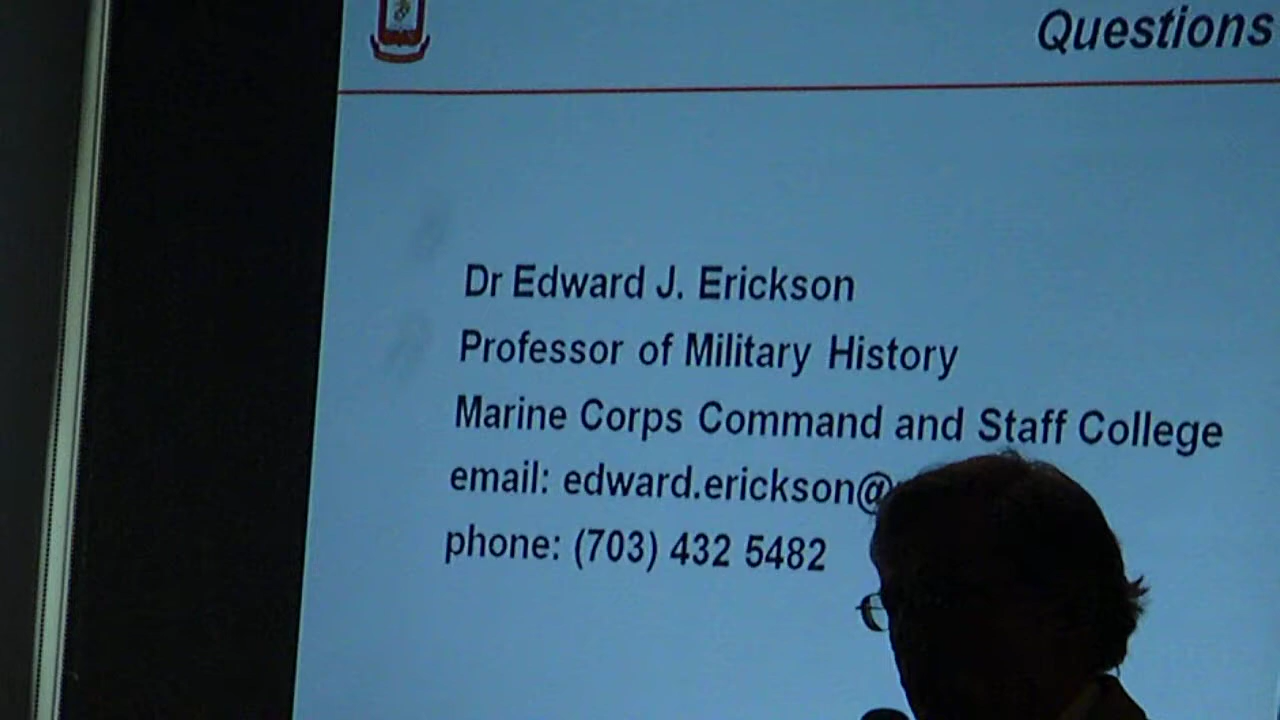 Questions
Dr Edward J. Erickson
Professor of Military History
Marine Corps Command and Staff College
email: edward.erickson@
phone: (703) 432 5482